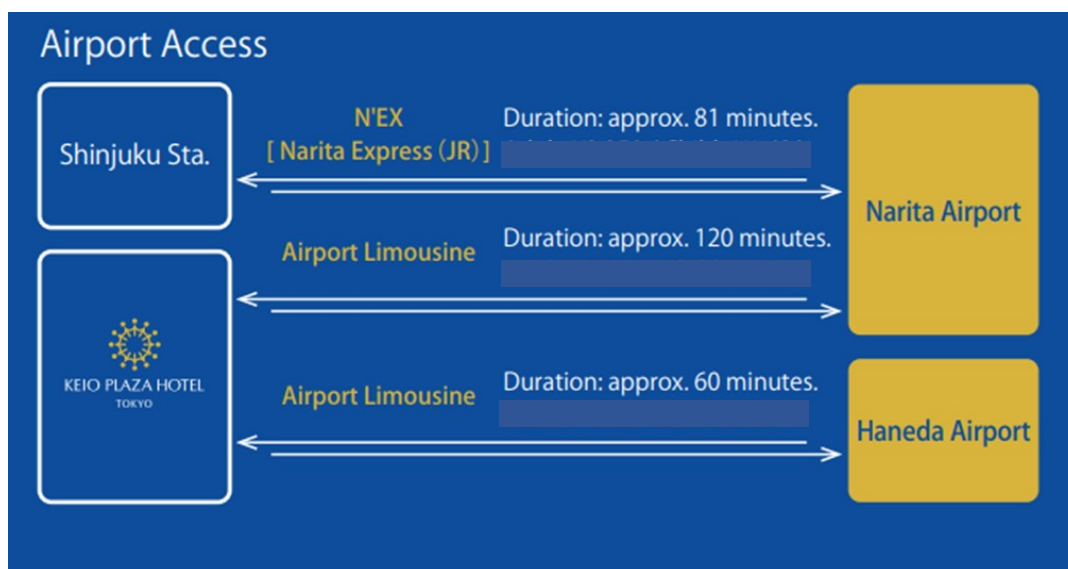 Airport Access
Shinjuku Sta.
N'EX
[ Narita Express (JR) ]
Duration: approx. 81 minutes.
Narita Airport
Airport Limousine
Duration: approx. 120 minutes.
KEIO PLAZA HOTEL
TOKYO
Airport Limousine
Duration: approx. 60 minutes.
Haneda Airport